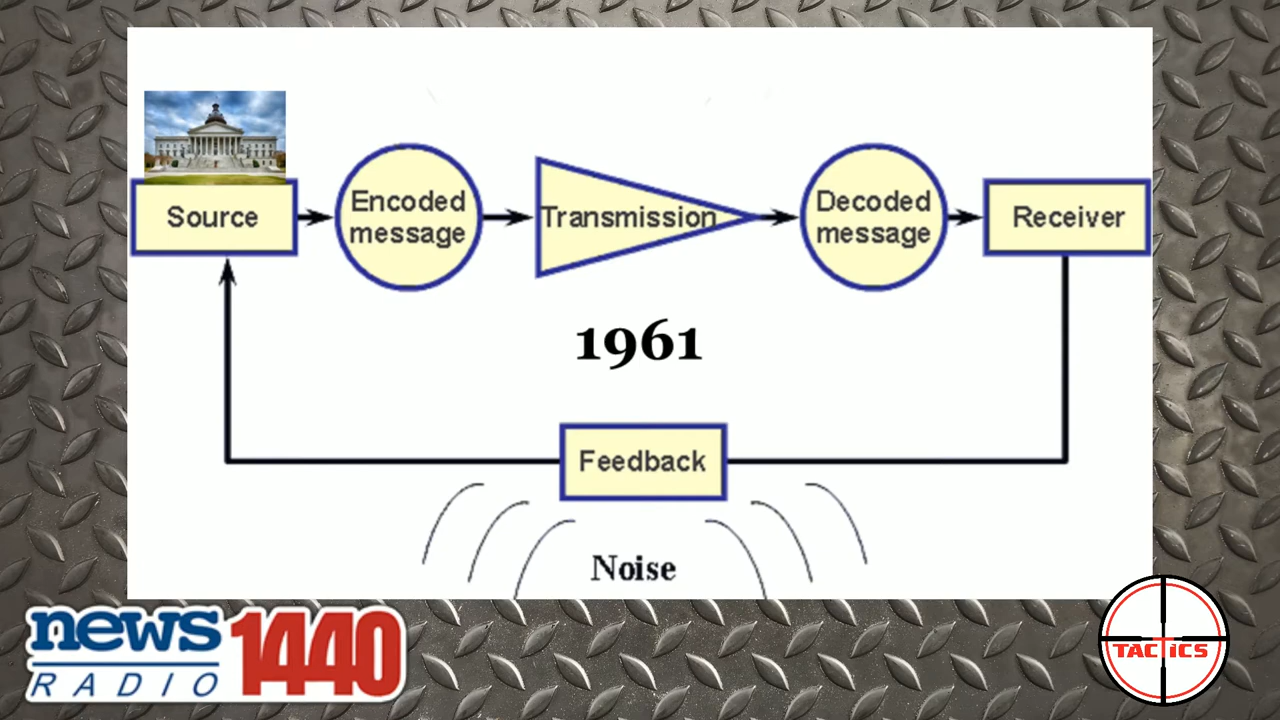 Source
Encoded
message
Transmission
Decoded
message
Receiver
1961
Feedback
Noise
news 1440
RADIO
TACTICS